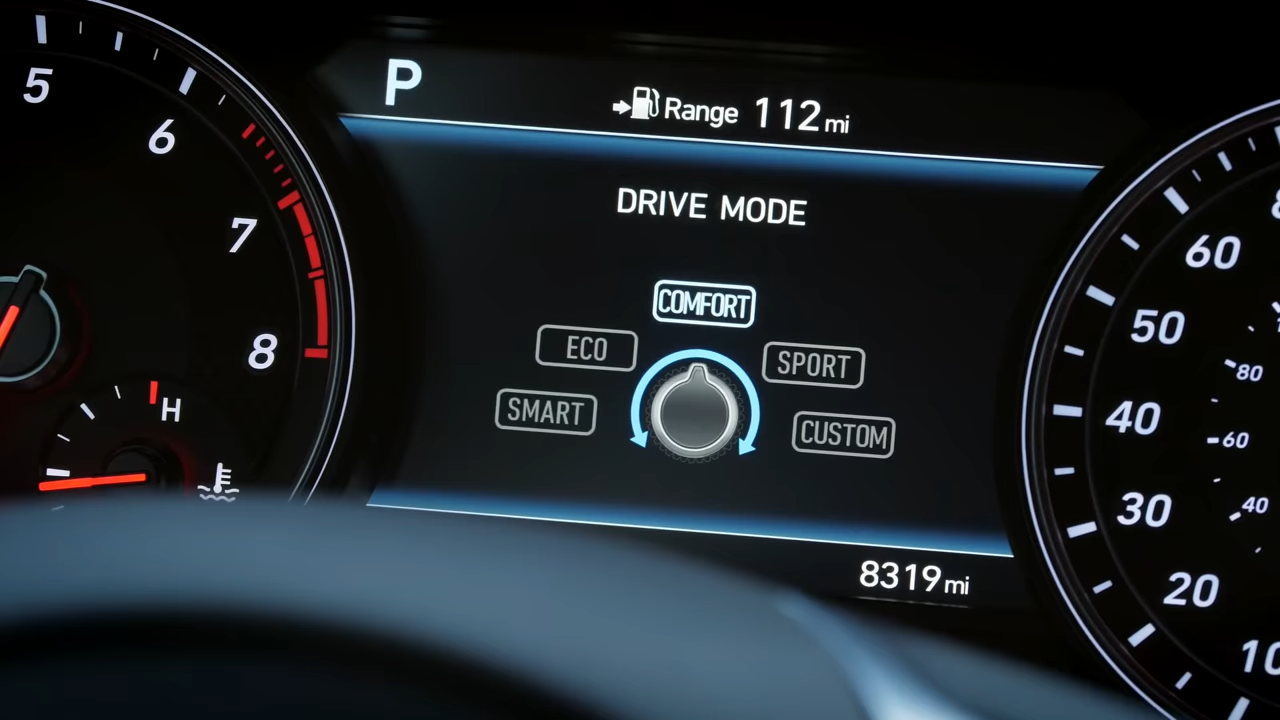 5
6
7
8
H
P
Range 112 mi
DRIVE MODE
COMFORT
ECO
SPORT
SMART
CUSTOM
8319 mi
60
50
40
30
20
10
80
60
40